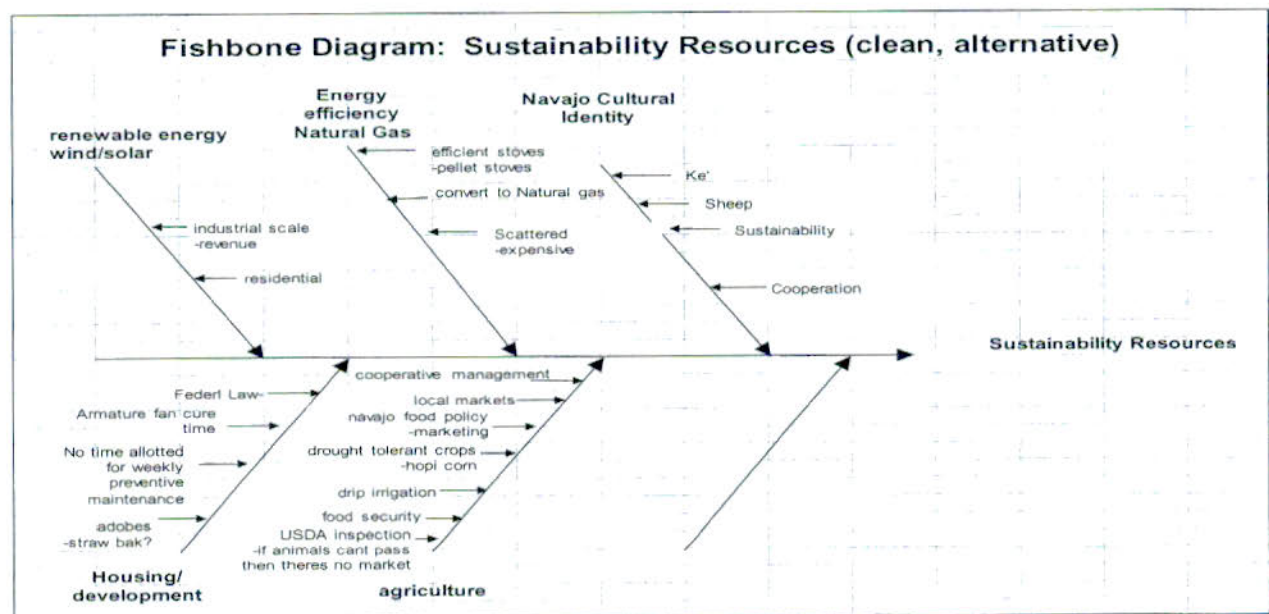 Fishbone Diagram: Sustainability Resources (clean, alternative)
renewable energy
wind/solar
industrial scale
-revenue
residential
Energy
efficiency
Natural Gas
efficient stoves
-pellet stoves
convert to Natural gas
Scattered
-expensive
Navajo Cultural
Identity
Ke'
Sheep
Sustainability
Cooperation
Sustainability Resources
Federl Law-
Armature fan cure
time
No time allotted
for weekly
preventive
maintenance
adobes
-straw bak?
Housing/
development
cooperative management
local markets
navajo food policy
-marketing
drought tolerant crops
-hopi corn
drip irrigation
food security
USDA inspection
-if animals cant pass
then theres no market
agriculture